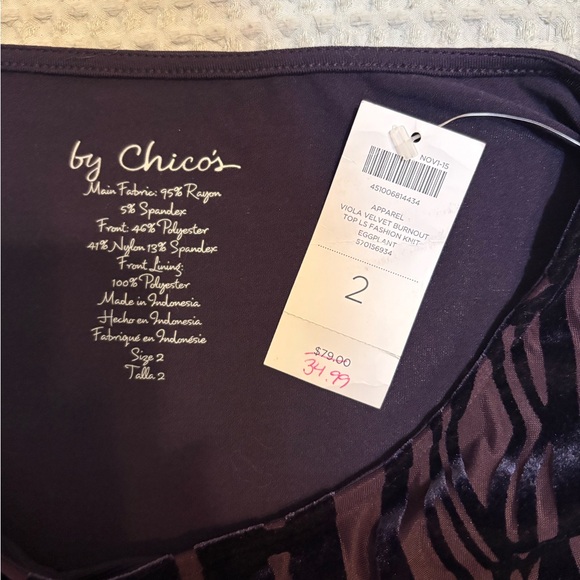 by Chico's
Main Fabric: 95% Rayon
5% Spandex
Front: 46% Polyester
41% Nylon 13% Spandex
Front Lining:
100% Polyester
Made in Indonesia
Hecho en Indonesia
Fabriqué en Indonésie
Size 2
Talla 2
NOV1-15
451006814434
APPAREL
VIOLA VELVET BURNOUT
TOP LS FASHION KNIT
EGGPLANT
570156934
2
$79.00
34.99